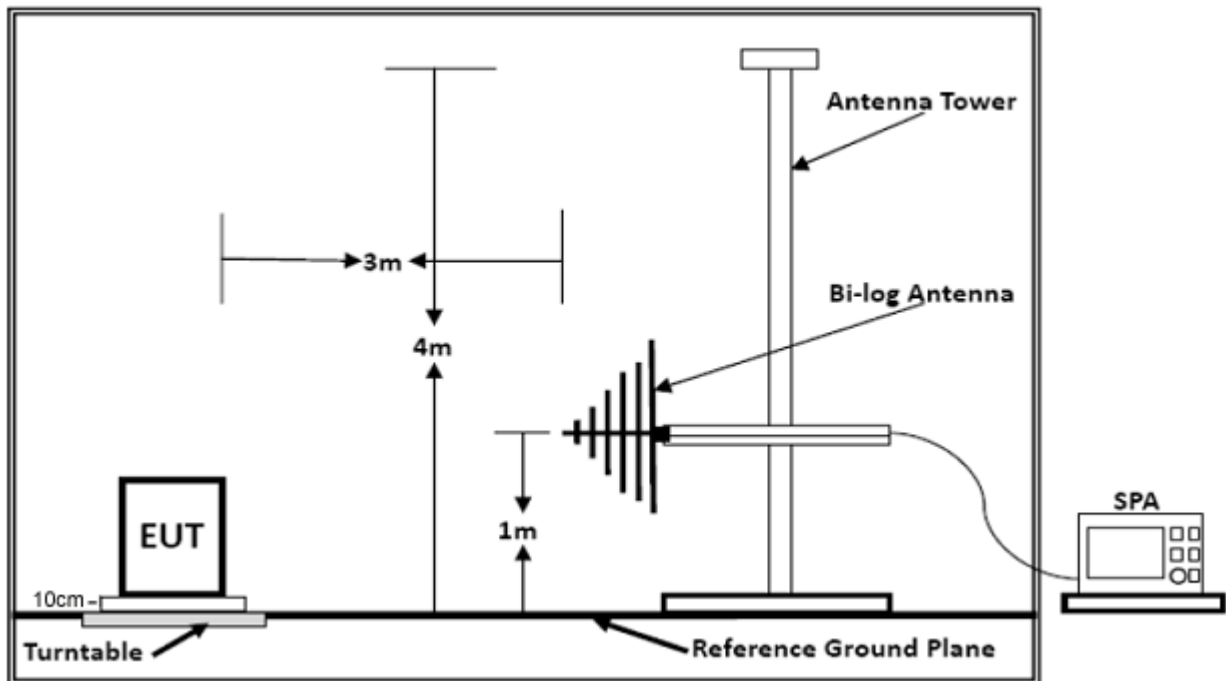 Antenna Tower
3m
Bi-log Antenna
4m
1m
SPA
EUT
10cm
Turntable
Reference Ground Plane